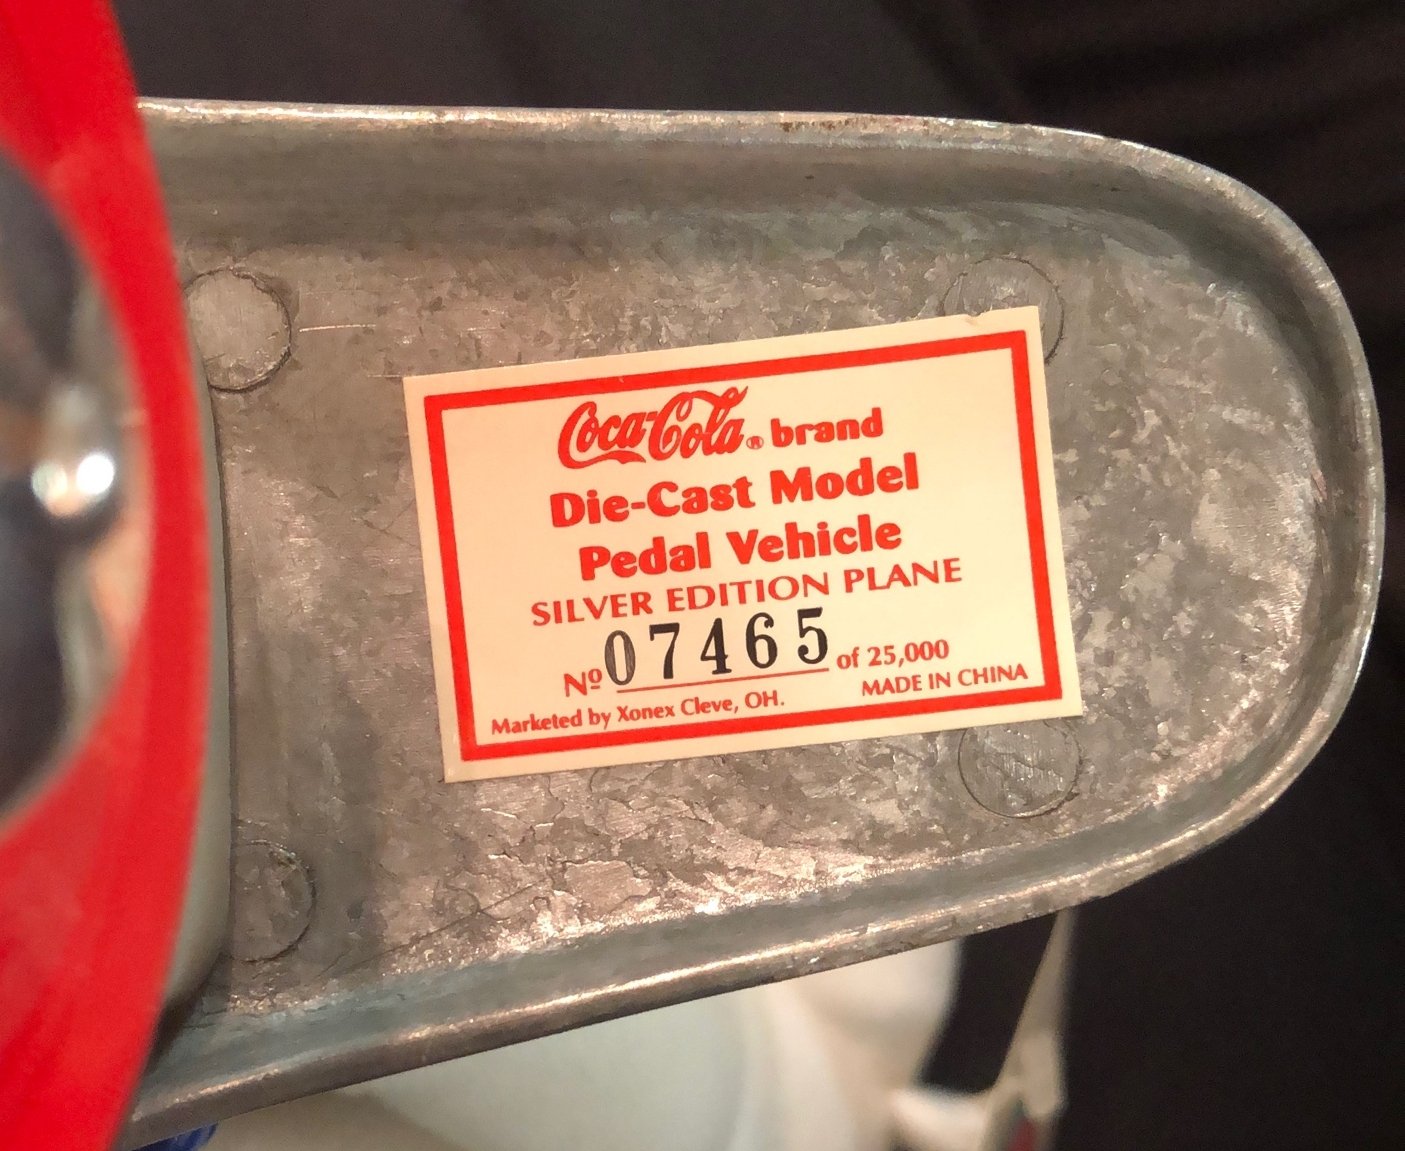 Coca-Cola® brand
Die-Cast Model
Pedal Vehicle
SILVER EDITION PLANE
Nº 07465 of 25,000
Marketed by Xonex Cleve, OH. MADE IN CHINA